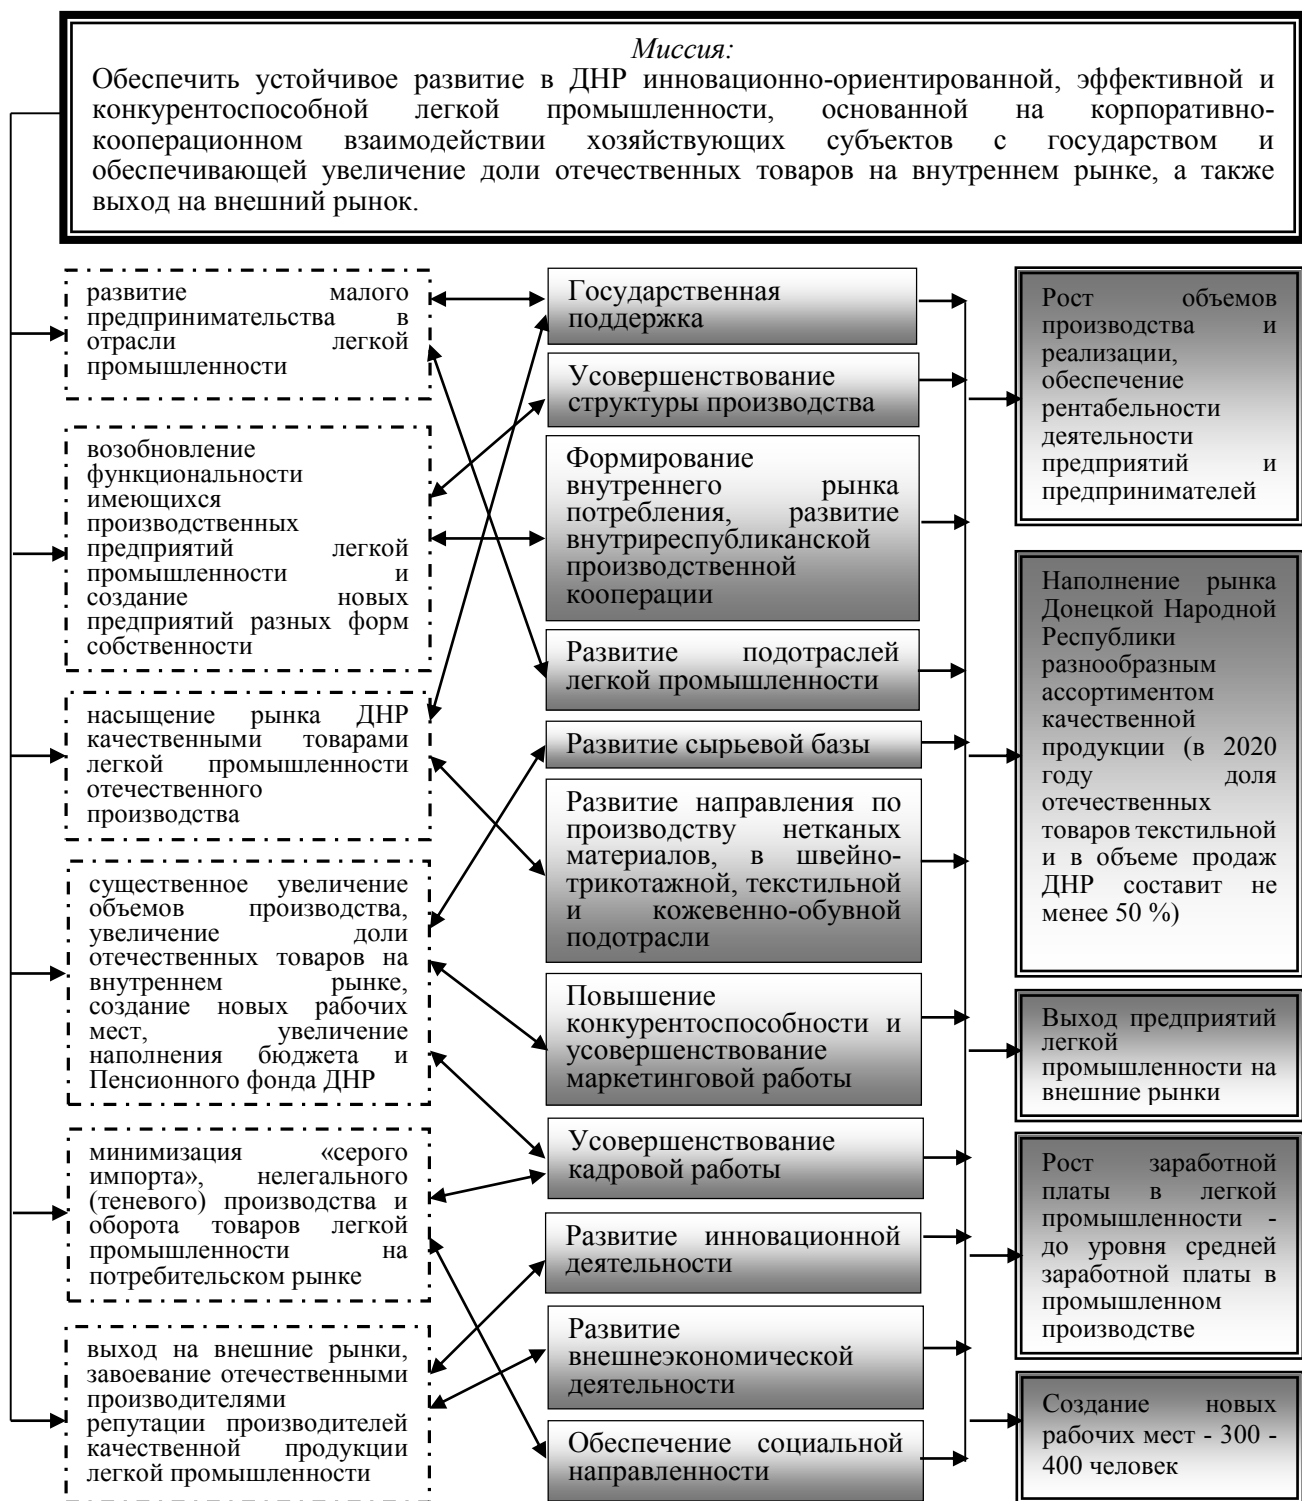 Миссия:
Обеспечить устойчивое развитие в ДНР инновационно-ориентированной, эффективной и
конкурентоспособной легкой промышленности, основанной на корпоративно-
кооперационном взаимодействии хозяйствующих субъектов с государством и
обеспечивающей увеличение доли отечественных товаров на внутреннем рынке, а также
выход на внешний рынок.
развитие малого
предпринимательства в
отрасли легкой
промышленности
возобновление
функциональности
имеющихся
производственных
предприятий легкой
промышленности и
создание новых
предприятий разных форм
собственности
насыщение рынка ДНР
качественными товарами
легкой промышленности
отечественного
производства
существенное увеличение
объемов производства,
увеличение доли
отечественных товаров на
внутреннем рынке,
создание новых рабочих
мест, увеличение
наполнения бюджета и
Пенсионного фонда ДНР
минимизация «серого
импорта», нелегального
(теневого) производства и
оборота товаров легкой
промышленности на
потребительском рынке
выход на внешние рынки,
завоевание отечественными
производителями
репутации производителей
качественной продукции
легкой промышленности
Государственная
поддержка
Усовершенствование
структуры производства
Формирование
внутреннего рынка
потребления, развитие
внутриреспубликанской
производственной
кооперации
Развитие подотраслей
легкой промышленности
Развитие сырьевой базы
Развитие направления по
производству нетканых
материалов, в швейно-
трикотажной, текстильной
и кожевенно-обувной
подотрасли
Повышение
конкурентоспособности и
усовершенствование
маркетинговой работы
Усовершенствование
кадровой работы
Развитие инновационной
деятельности
Развитие
внешнеэкономической
деятельности
Обеспечение социальной
направленности
Рост объемов
производства и
реализации,
обеспечение
рентабельности
деятельности
предприятий и
предпринимателей
Наполнение рынка
Донецкой Народной
Республики
разнообразным
ассортиментом
качественной
продукции (в 2020
году доля
отечественных
товаров текстильной
и в объеме продаж
ДНР составит не
менее 50 %)
Выход предприятий
легкой
промышленности на
внешние рынки
Рост заработной
платы в легкой
промышленности -
до уровня средней
заработной платы в
промышленном
производстве
Создание новых
рабочих мест - 300 -
400 человек